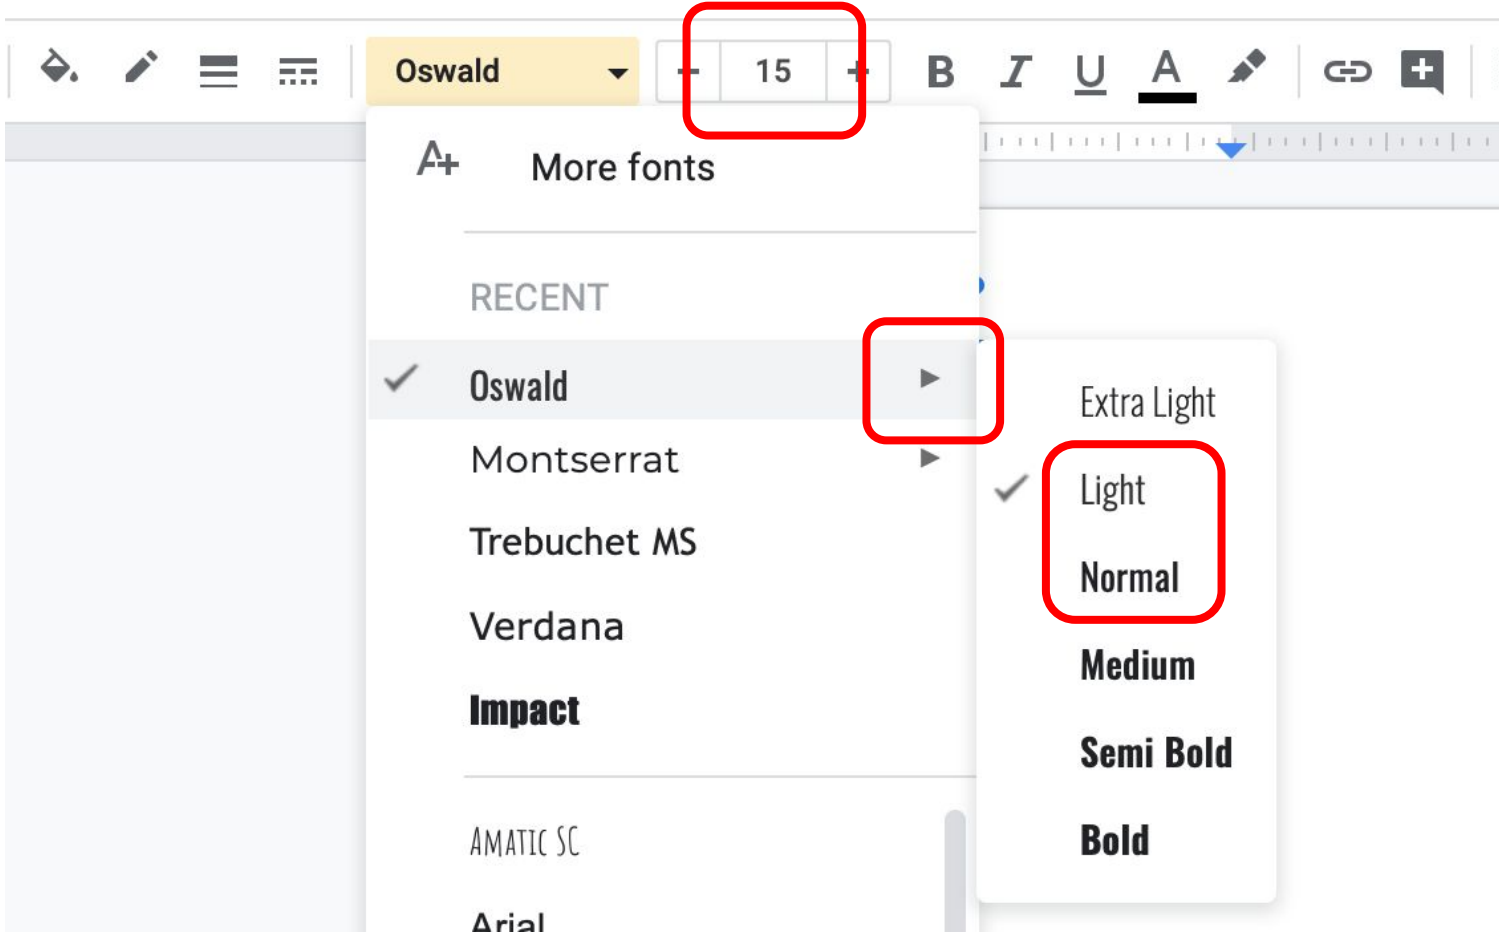 Oswald - 15 + B I U A
More fonts
RECENT
Oswald
Montserrat
Trebuchet MS
Verdana
Impact
AMATIC SC
Arial
Extra Light
Light
Normal
Medium
Semi Bold
Bold